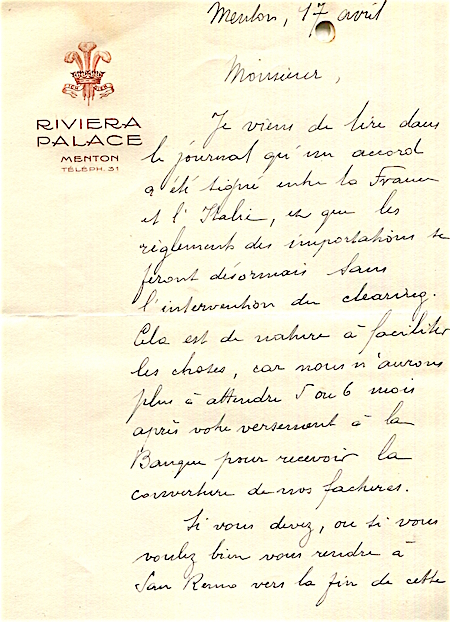 Menton, 17 avril
RIVIERA
PALACE
MENTON
TÉLÉPH. 31
Monsieur,
Je viens de lire dans
le journal qu'un accord
a été signé entre la France
et l'Italie, et que les
règlements des importations se
feront désormais sans
l'intervention du clearing.
Cela est de nature à faciliter
les choses, car nous n'aurons
plus à attendre 5 ou 6 mois
après votre versement à la
Banque pour recevoir la
couverture de nos factures.
Si vous devez, ou si vous
voulez bien vous rendre à
San Remo vers la fin de cette